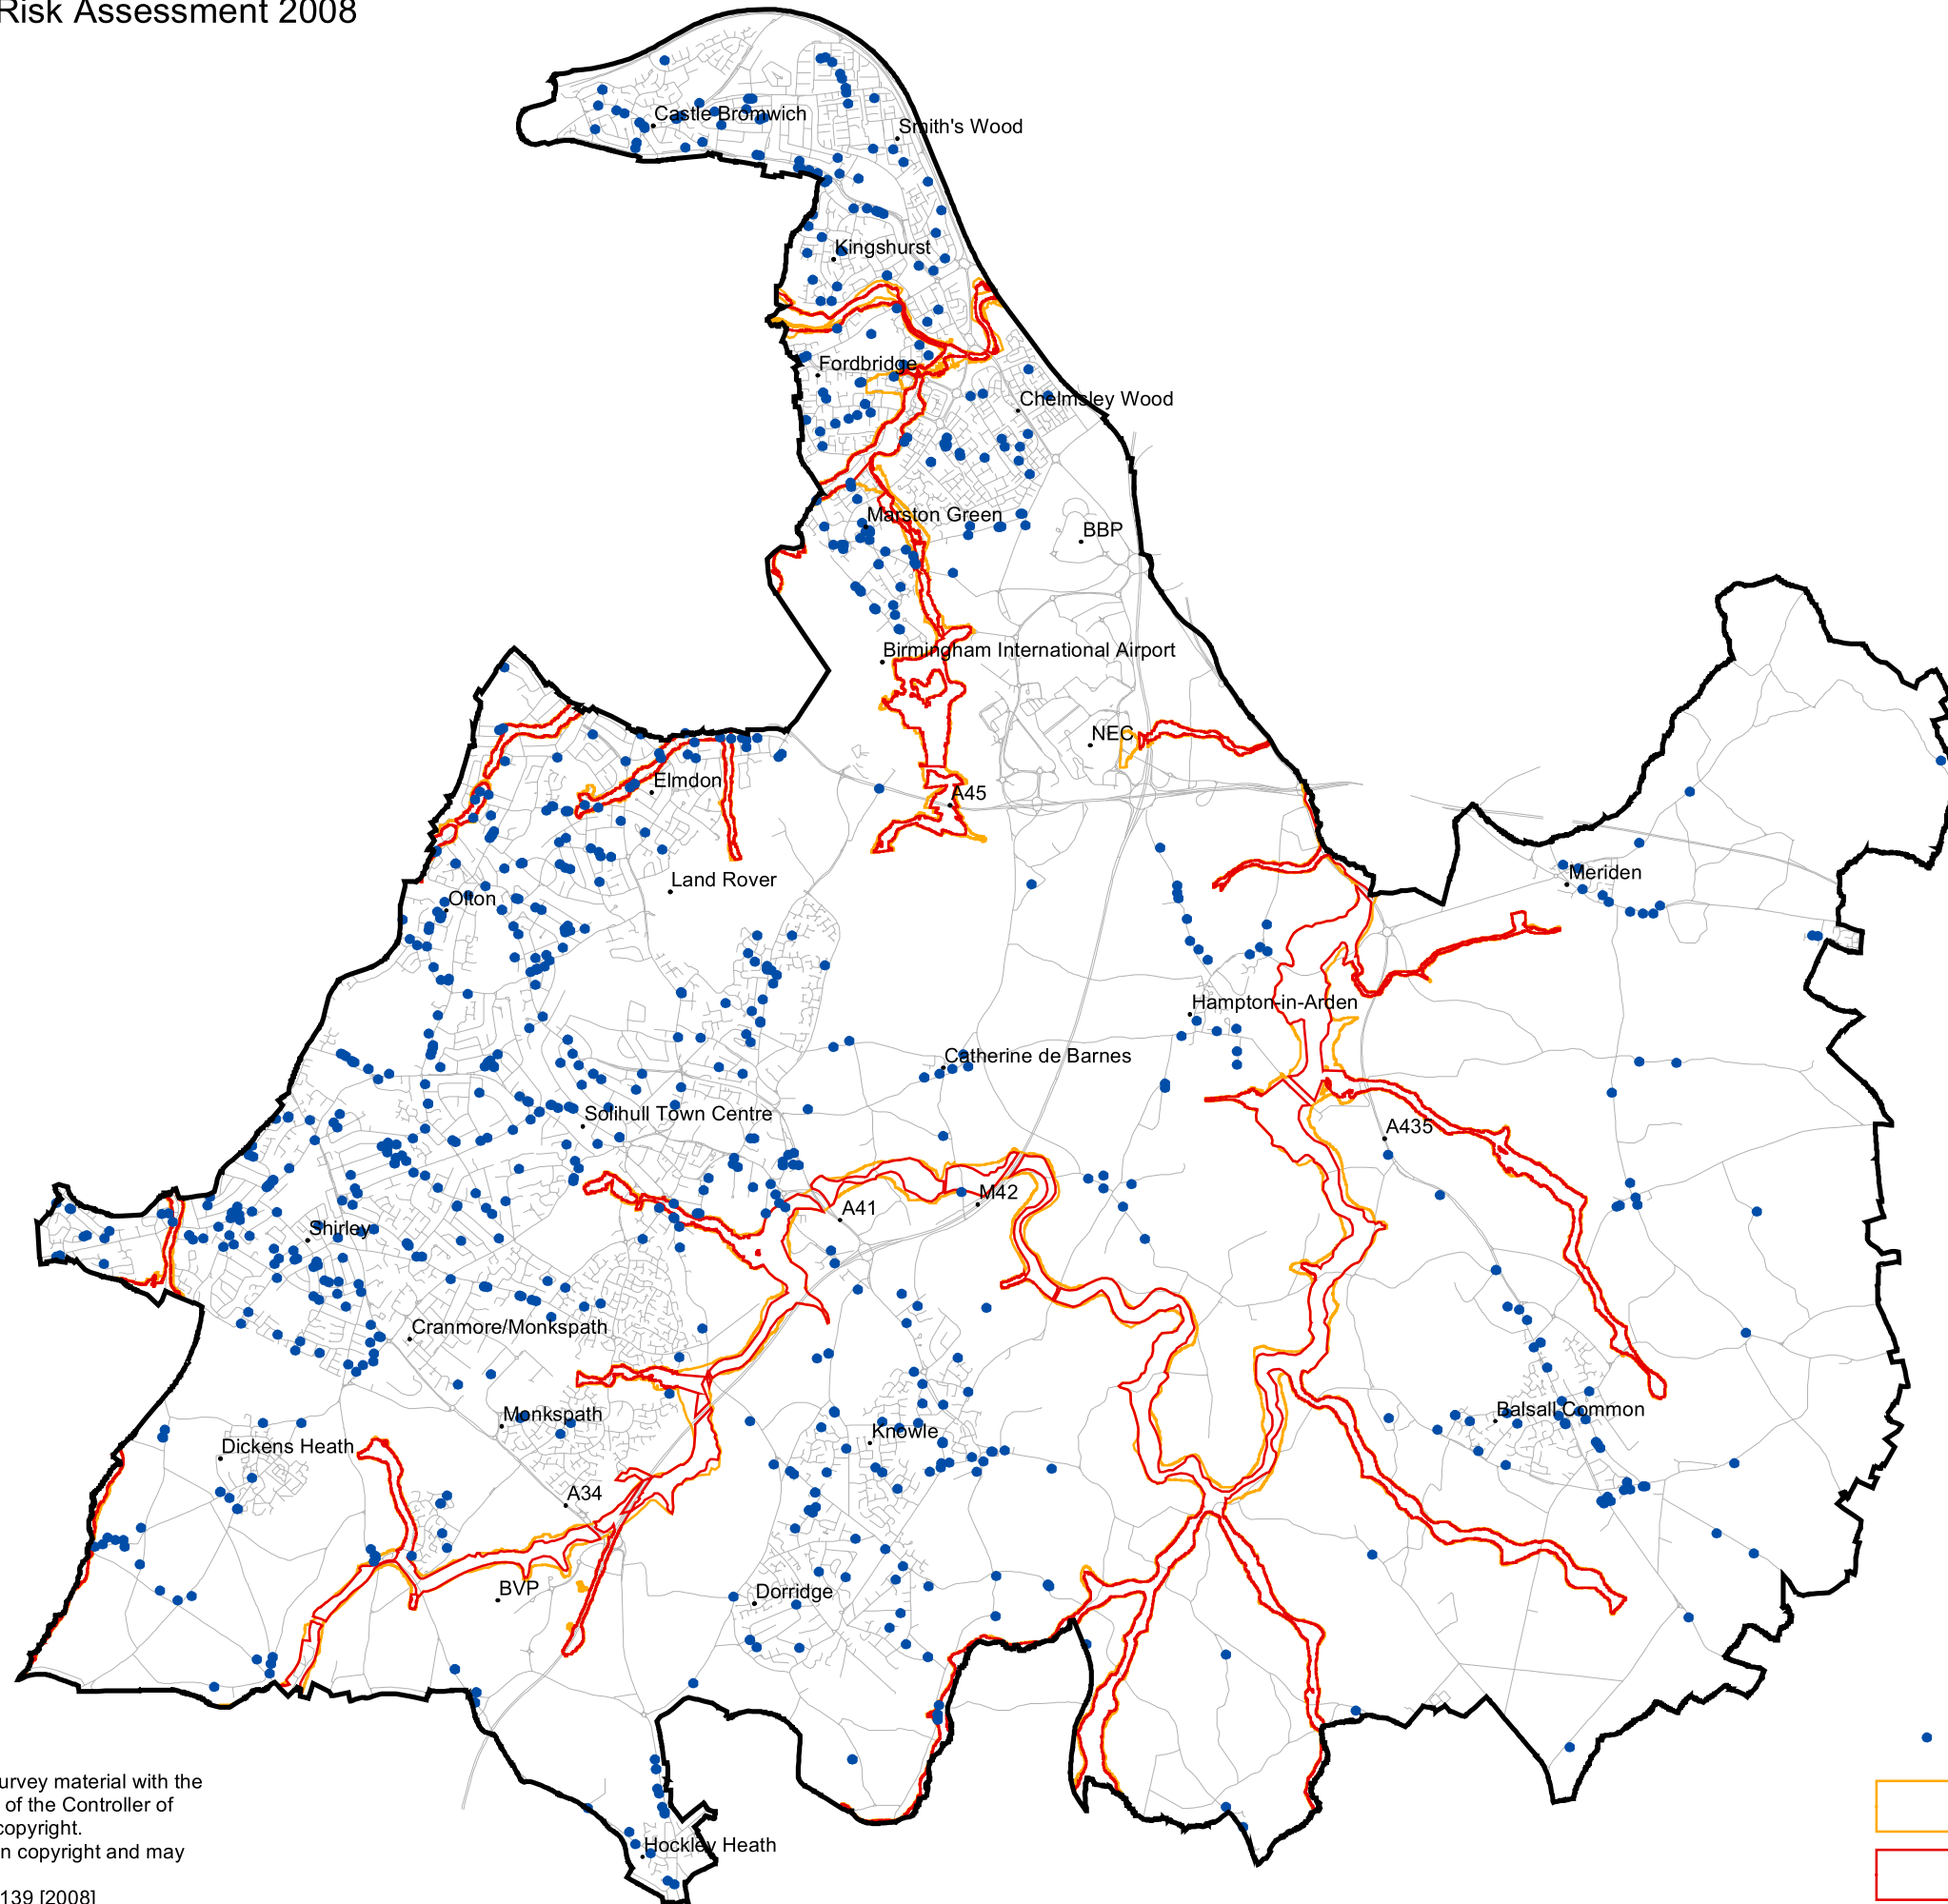 Risk Assessment 2008
Castle Bromwich
Smith's Wood
Kingshurst
Fordbridge
Chelmsley Wood
Marston Green
BBP
Birmingham International Airport
NEC
Elmdon
A45
Land Rover
Meriden
Olton
Hampton-in-Arden
Catherine de Barnes
Solihull Town Centre
A435
M42
A41
Shirley
Cranmore/Monkspath
Balsall Common
Monkspath
Knowle
Dickens Heath
A34
BVP
Dorridge
urvey material with the
of the Controller of
copyright.
n copyright and may
Hockley Heath
139 [2008]